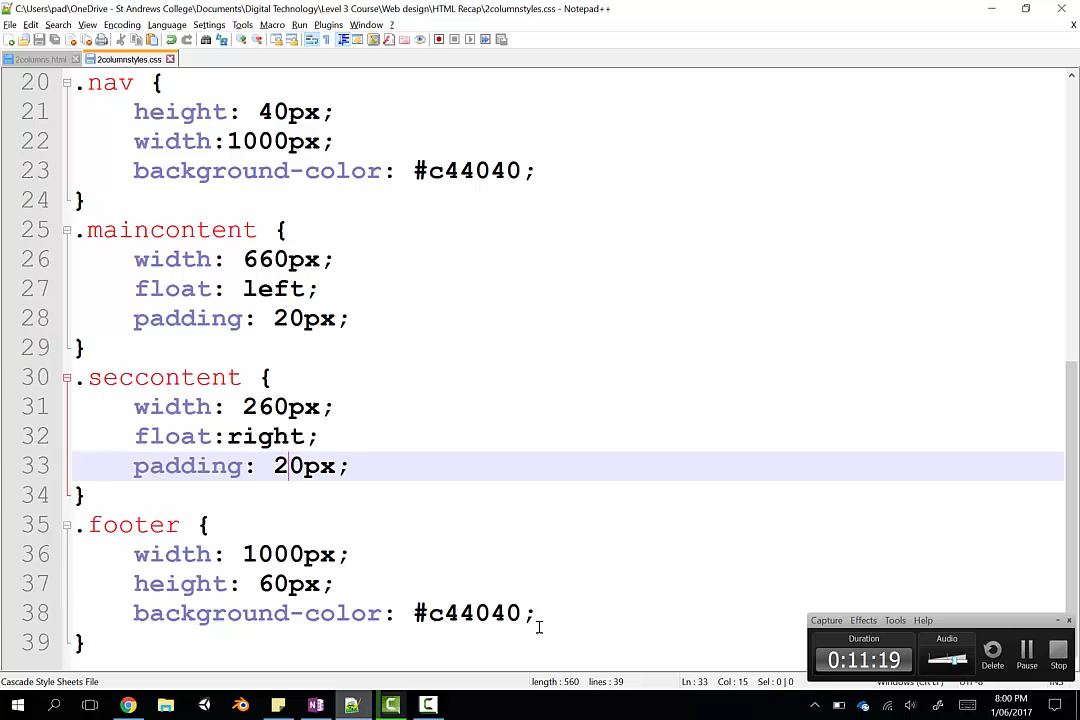 C:\Users\pad\OneDrive - St Andrews College\Documents\Digital Technology\Level 3 Course\Web design\HTML Recap\2columnstyles.css - Notepad++
File Edit Search View Encoding Language Settings Tools Macro Run Plugins Window ?
X
2columns.html 2columnstyles.css
20 .nav {
21 height: 40px;
22 width:1000px;
23 background-color: #c44040;
24 }
25 .maincontent {
26 width: 660px;
27 float: left;
28 padding: 20px;
29 }
30 .seccontent {
31 width: 260px;
32 float:right;
33 padding: 20px;
34 }
35 .footer {
36 width: 1000px;
37 height: 60px;
38 background-color: #c44040;
39 }
Capture Effects Tools Help
Duration Audio
0:11:19
Delete Pause Stop
Cascade Style Sheets File length : 560 lines : 39 Ln : 33 Col : 15 Sel : 0 | 0
8:00 PM
1/06/2017